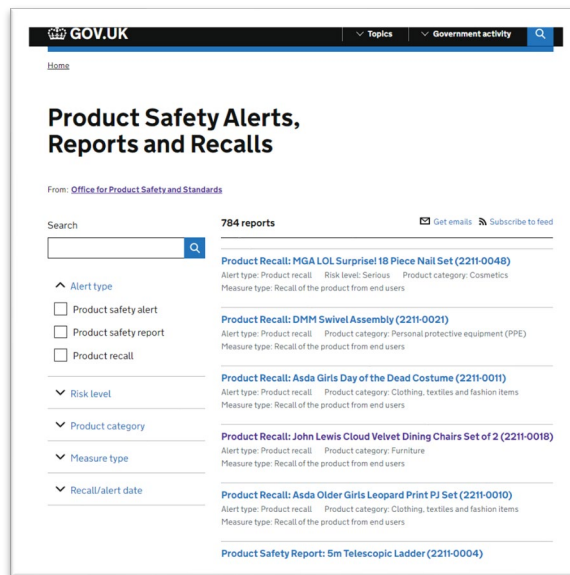 GOV.UK
Topics
Government activity
Home
Product Safety Alerts,
Reports and Recalls
From: Office for Product Safety and Standards
Search
Alert type
Product safety alert
Product safety report
Product recall
Risk level
Product category
Measure type
Recall/alert date
784 reports
Get emails
Subscribe to feed
Product Recall: MGA LOL Surprise! 18 Piece Nail Set (2211-0048)
Alert type: Product recall Risk level: Serious Product category: Cosmetics
Measure type: Recall of the product from end users
Product Recall: DMM Swivel Assembly (2211-0021)
Alert type: Product recall Product category: Personal protective equipment (PPE)
Measure type: Recall of the product from end users
Product Recall: Asda Girls Day of the Dead Costume (2211-0011)
Alert type: Product recall Product category: Clothing, textiles and fashion items
Measure type: Recall of the product from end users
Product Recall: John Lewis Cloud Velvet Dining Chairs Set of 2 (2211-0018)
Alert type: Product recall Product category: Furniture
Measure type: Recall of the product from end users
Product Recall: Asda Older Girls Leopard Print PJ Set (2211-0010)
Alert type: Product recall Product category: Clothing, textiles and fashion items
Measure type: Recall of the product from end users
Product Safety Report: 5m Telescopic Ladder (2211-0004)